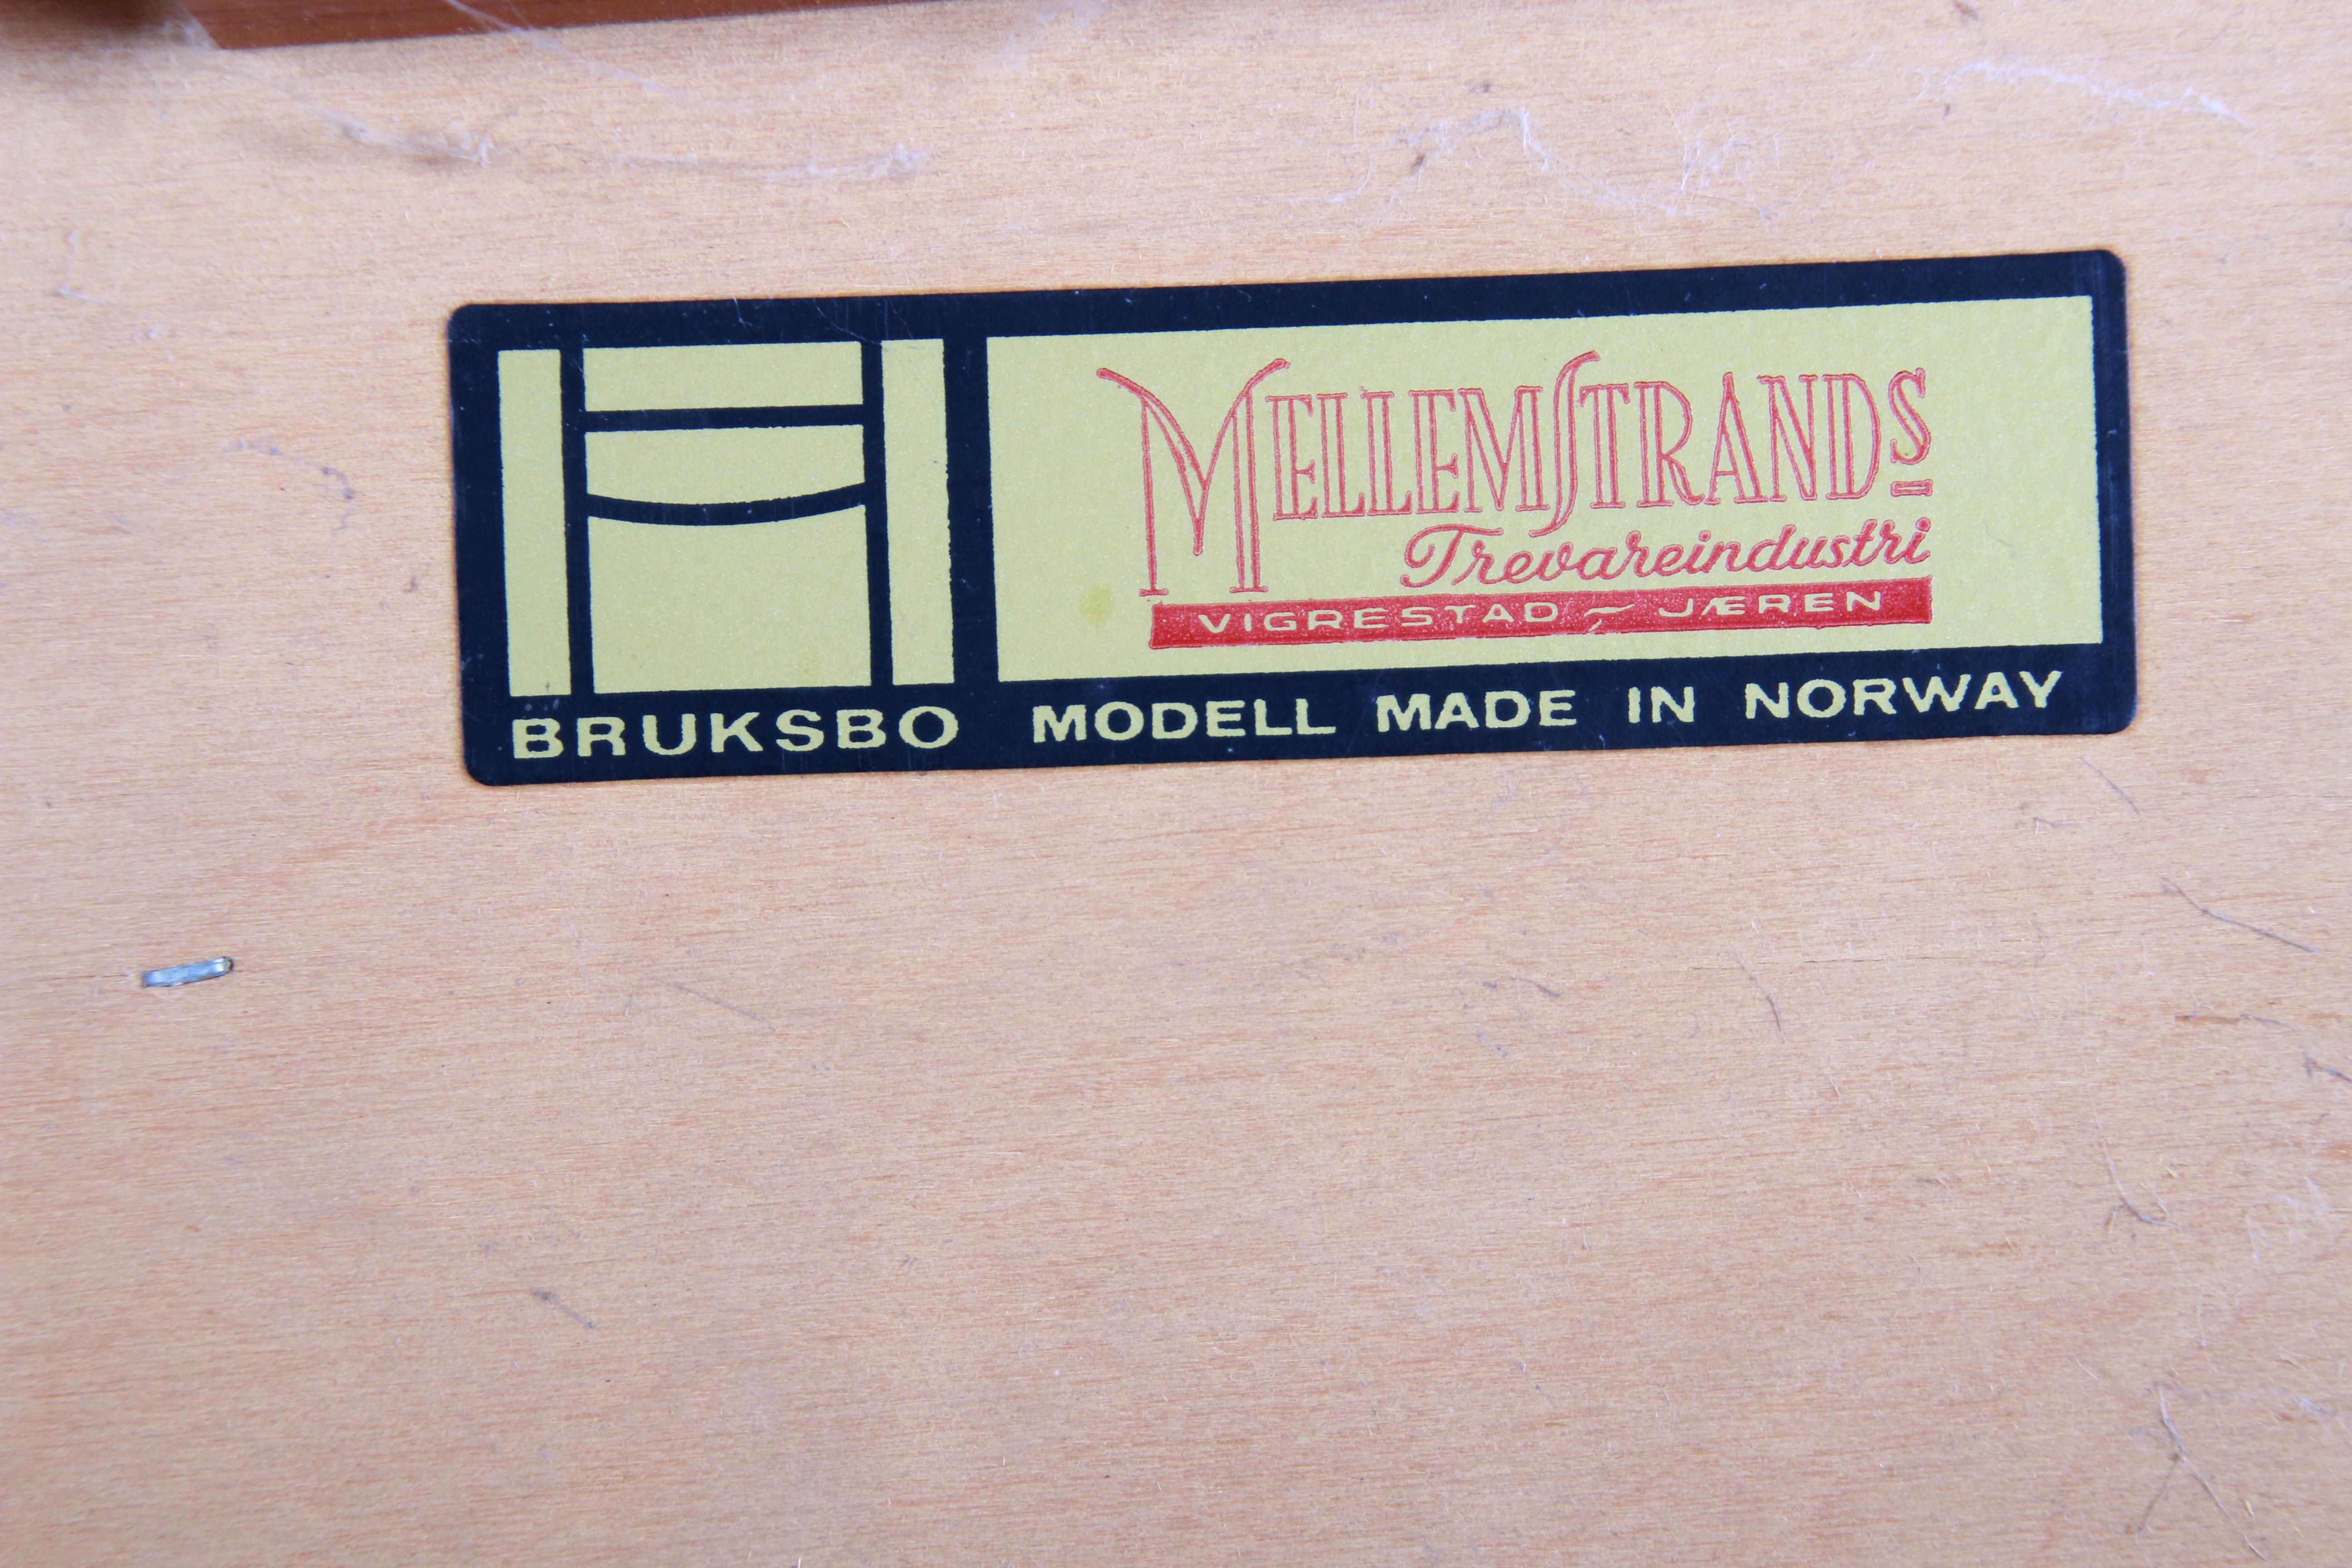 MELLEMSTRANDS
Trevareindustri
VIGRESTAD - JÆREN
BRUKSBO MODELL MADE IN NORWAY